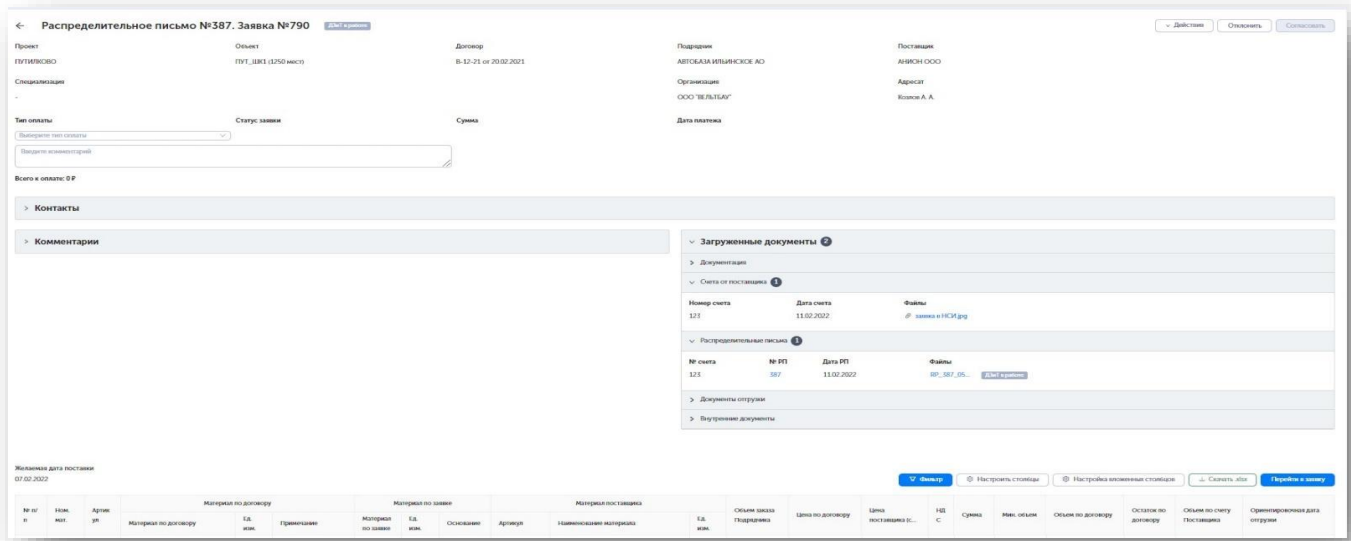 ← Распределительное письмо №387. Заявка №790 ДЗиТ в работе
Действия Отклонить Согласовать
Проект Объект Договор Подрядчик Поставщик
ПУТИЛКОВО ПУТ_ШК1 (1250 мест) В-12-21 от 20.02.2021 АВТОБАЗА ИЛЬИНСКОЕ АО АНИОН ООО
Специализация Организация Адресат
- ООО "ВЕЛЬТБАУ" Козлов А. А.
Тип оплаты Статус заявки Сумма Дата платежа
Выберите тип оплаты
Введите комментарий
Всего к оплате: 0 ₽
Контакты
Комментарии
Загруженные документы 2
Документация
Счета от поставщика 1
Номер счета Дата счета Файлы
123 11.02.2022 заявка в НСИ.jpg
Распределительные письма 1
№ счета № РП Дата РП Файлы
123 387 11.02.2022 RP_387_05... ДЗиТ в работе
Документы отгрузки
Внутренние документы
Желаемая дата поставки
07.02.2022
Фильтр Настроить столбцы Настройка вложенных столбцов Скачать .xlsx Перейти в заявку
№ п/п Ном. мат. Артикул Материал по договору Материал по заявке Материал поставщика Объем заказа Подрядчика Цена по договору Цена поставщика (с... НДС Сумма Мин. объем Объем по договору Остаток по договору Объем по счету Поставщика Ориентировочная дата отгрузки
Материал по договору Ед. изм. Примечание Материал по заявке Ед. изм. Основание Артикул Наименование материала Ед. изм.